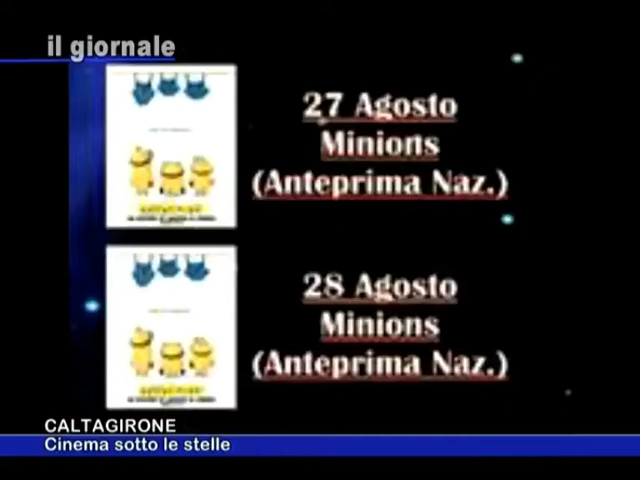 il giornale
27 Agosto
Minions
(Anteprima Naz.)
28 Agosto
Minions
(Anteprima Naz.)
CALTAGIRONE
Cinema sotto le stelle